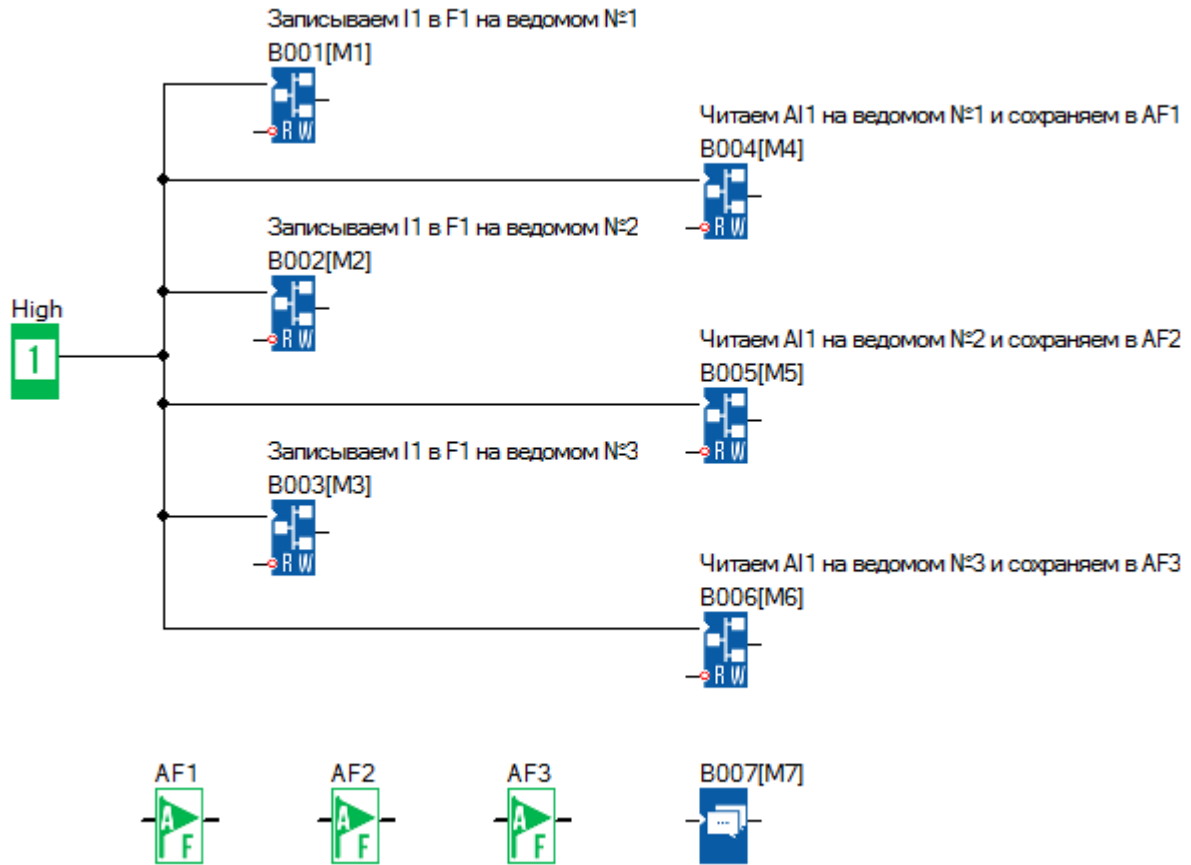 Записываем I1 в F1 на ведомом №1
B001[M1]
R W
Читаем AI1 на ведомом №1 и сохраняем в AF1
B004[M4]
R W
Записываем I1 в F1 на ведомом №2
B002[M2]
R W
High
1
Читаем AI1 на ведомом №2 и сохраняем в AF2
B005[M5]
R W
Записываем I1 в F1 на ведомом №3
B003[M3]
R W
Читаем AI1 на ведомом №3 и сохраняем в AF3
B006[M6]
R W
AF1
A
F
AF2
A
F
AF3
A
F
B007[M7]